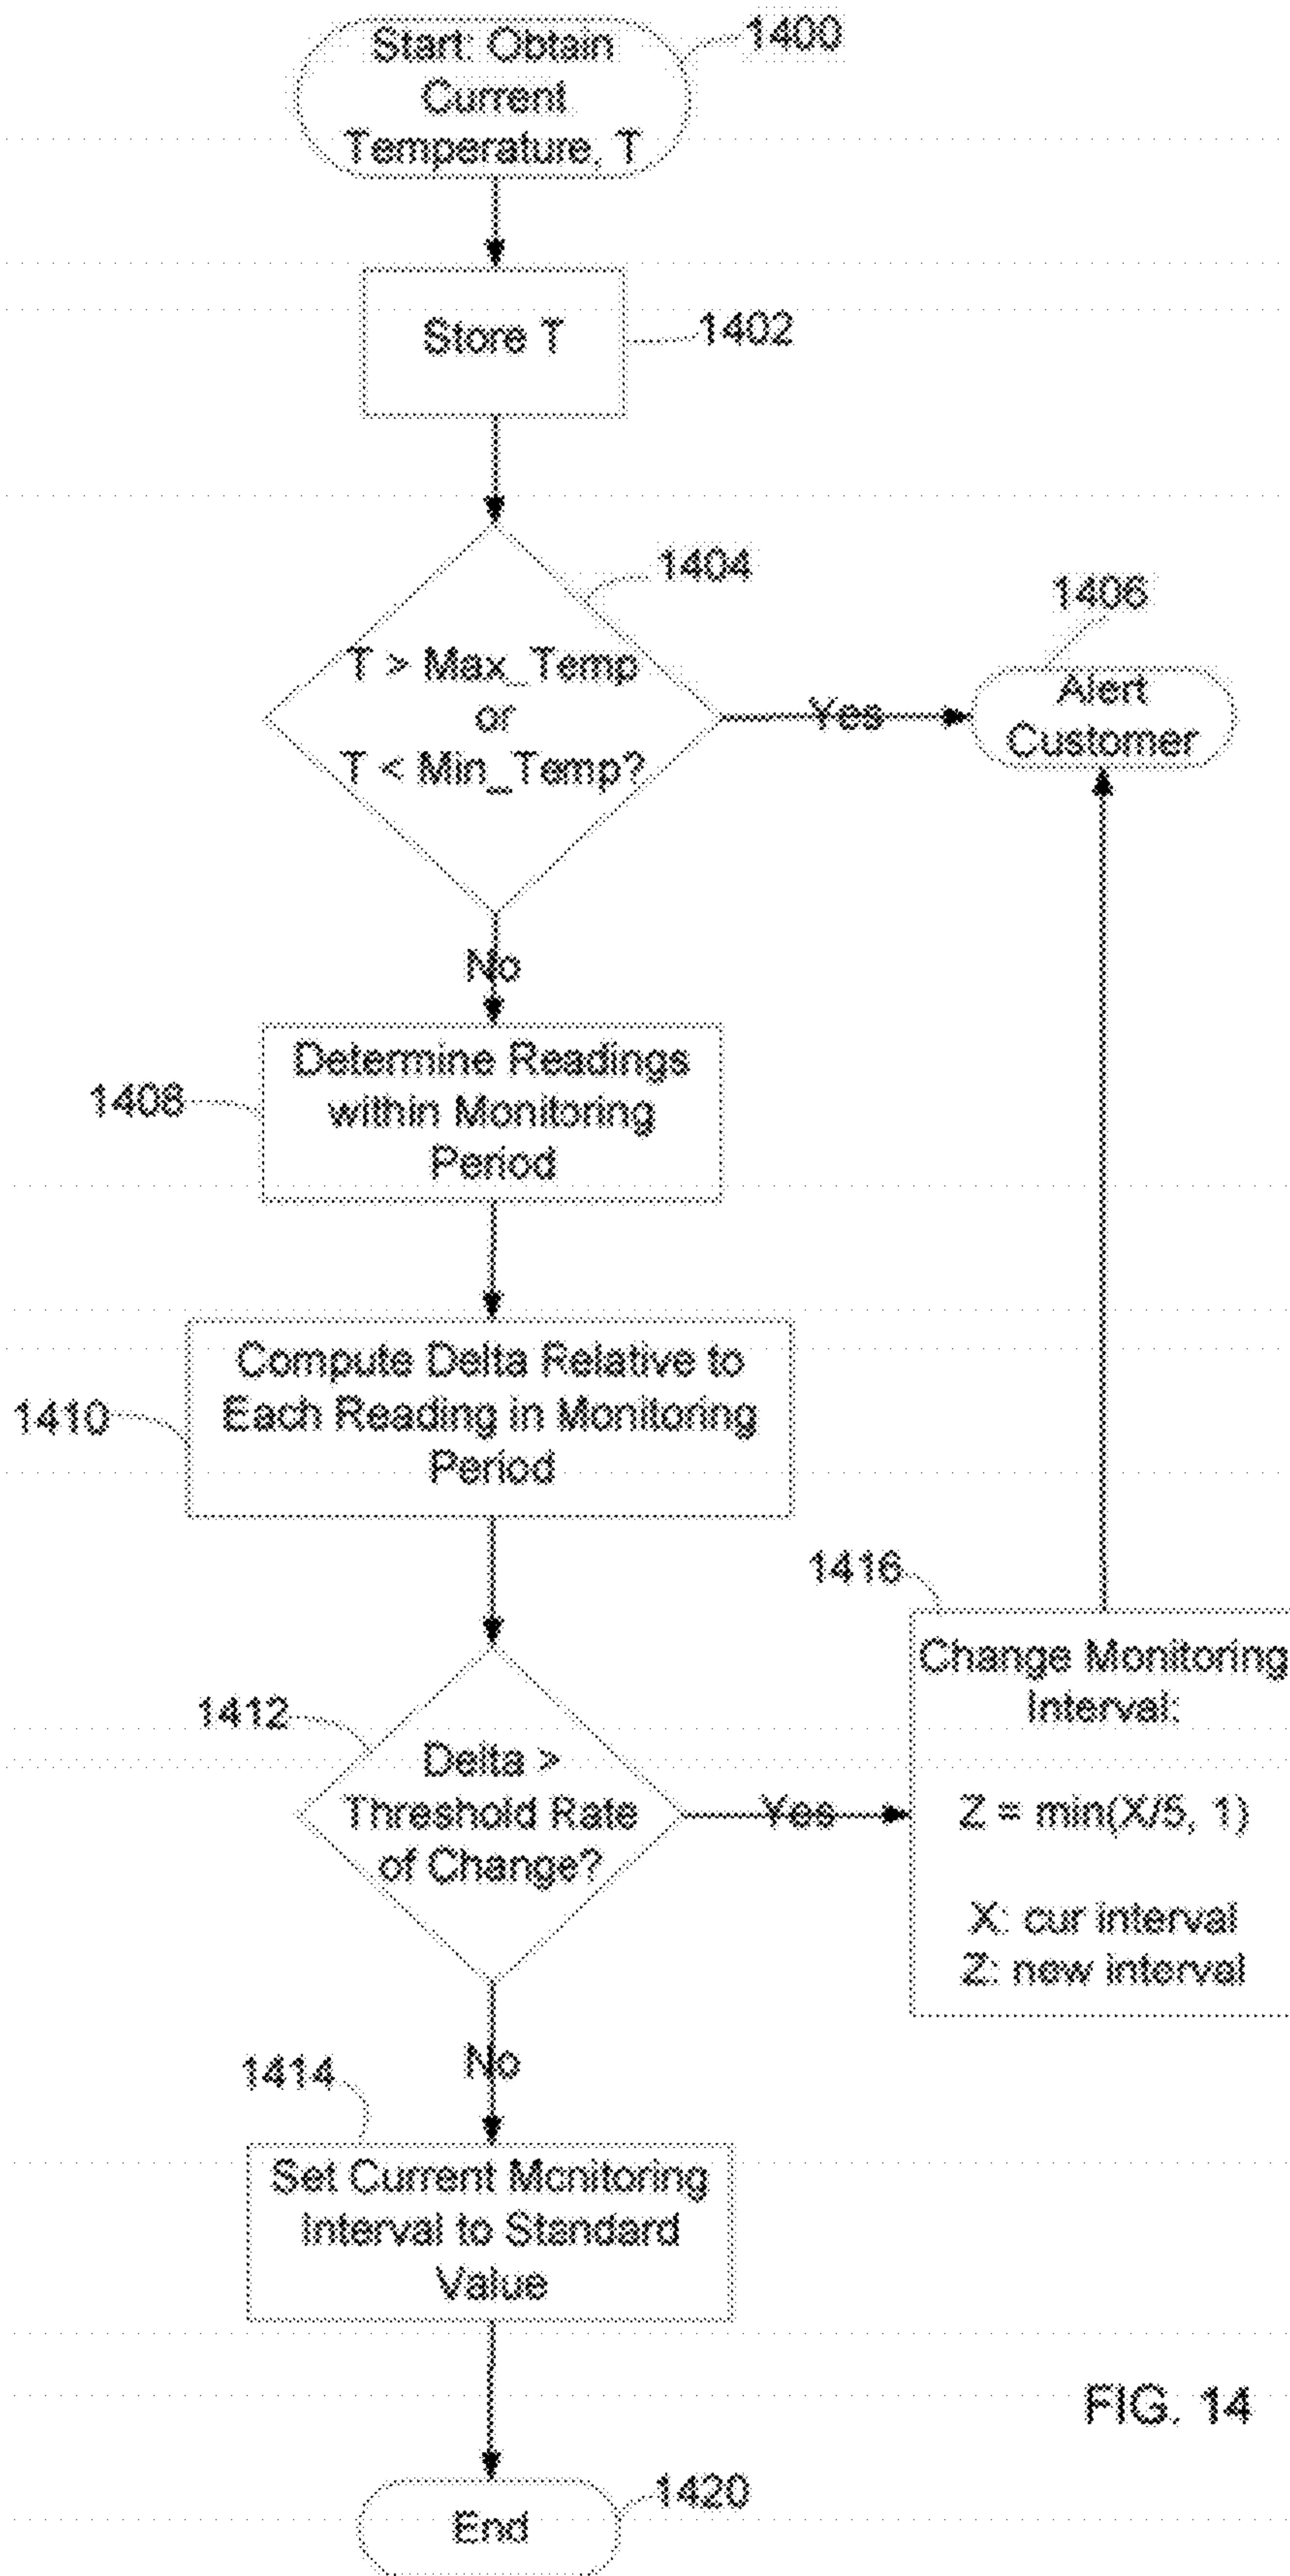 Start: Obtain
Current
Temperature, T
1400
Store T
1402
1404
T > Max_Temp
or
T < Min_Temp?
Yes
1406
Alert
Customer
No
1408
Determine Readings
within Monitoring
Period
1410
Compute Delta Relative to
Each Reading in Monitoring
Period
1412
Delta >
Threshold Rate
of Change?
Yes
1416
Change Monitoring
Interval:
Z = min(X/5, 1)
X: cur interval
Z: new interval
No
1414
Set Current Monitoring
Interval to Standard
Value
FIG. 14
End
1420